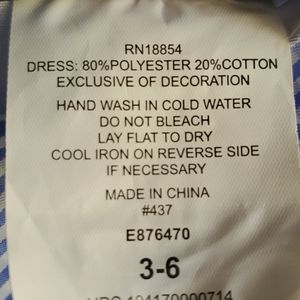 RN18854
DRESS: 80%POLYESTER 20%COTTON
EXCLUSIVE OF DECORATION
HAND WASH IN COLD WATER
DO NOT BLEACH
LAY FLAT TO DRY
COOL IRON ON REVERSE SIDE
IF NECESSARY
MADE IN CHINA
#437
E876470
3-6